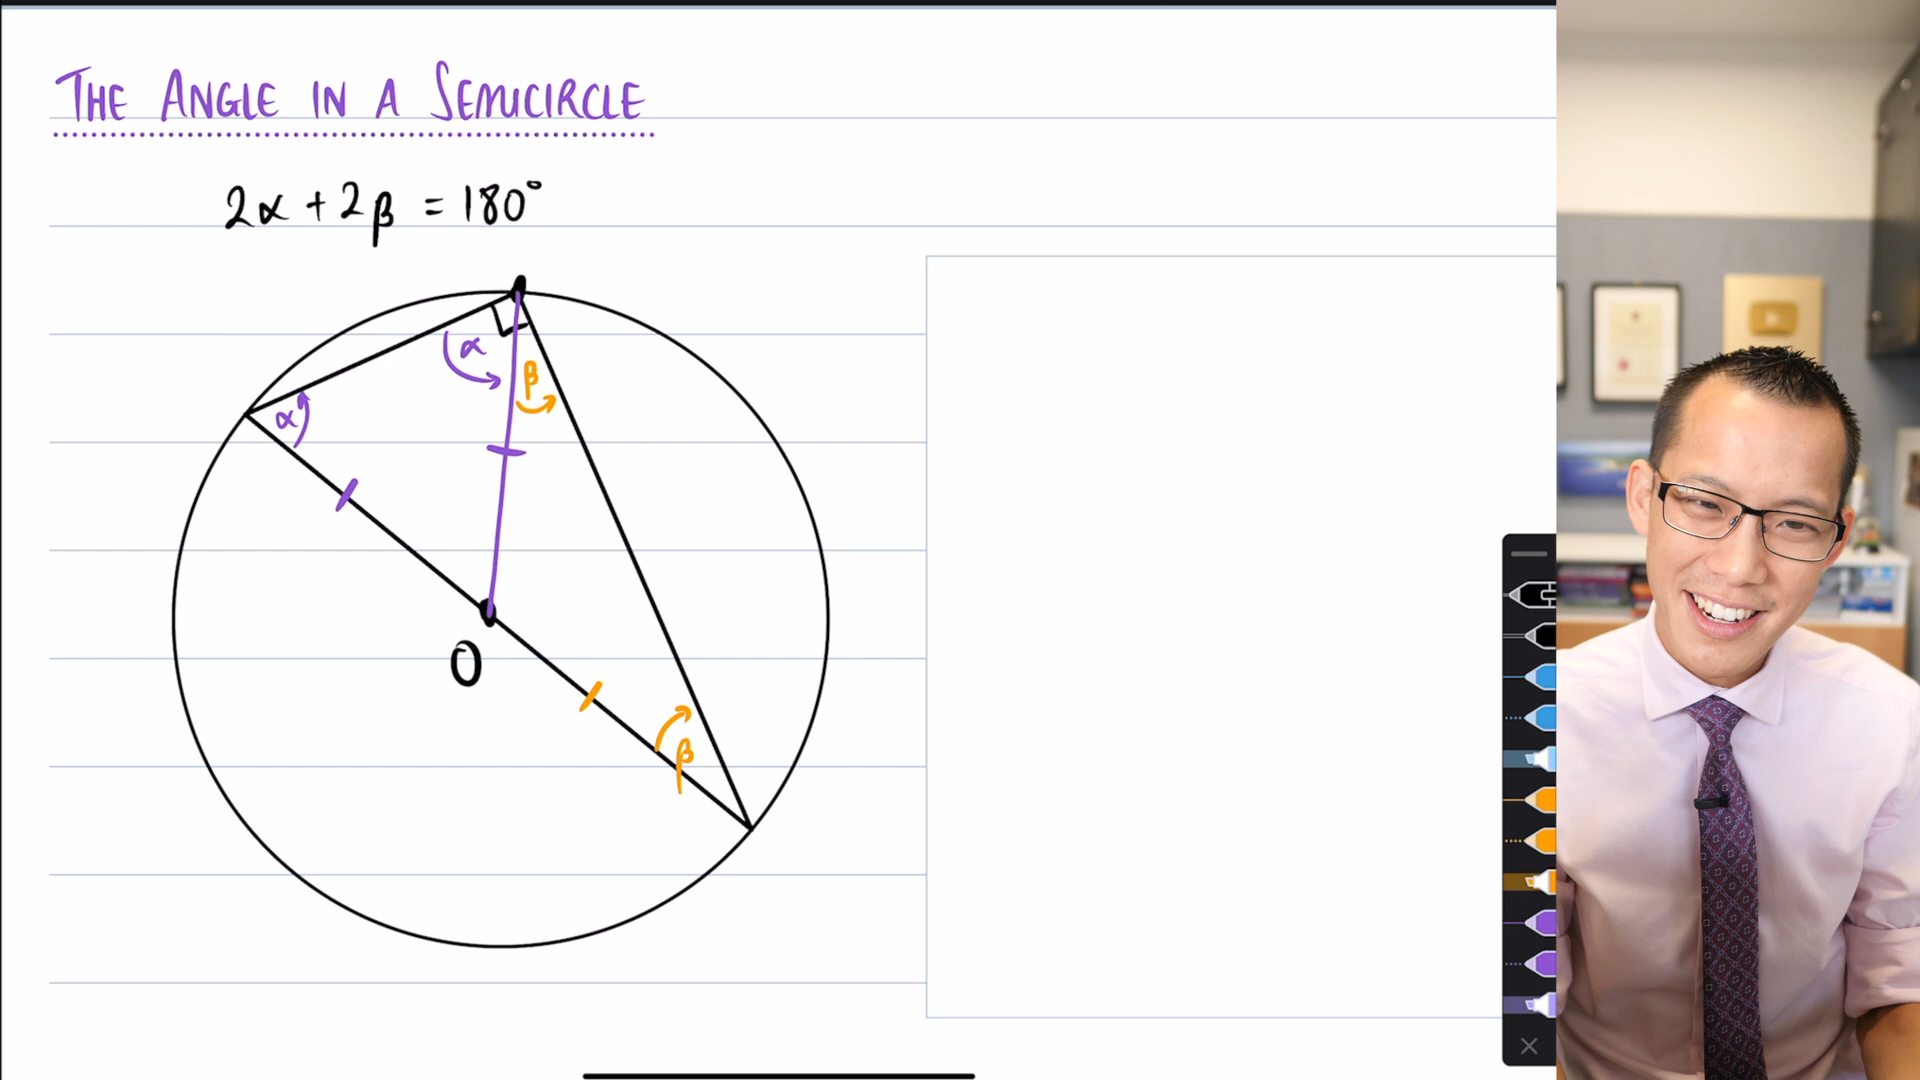 THE ANGLE IN A SEMICIRCLE
2α + 2β = 180°
α
β
α
O
β